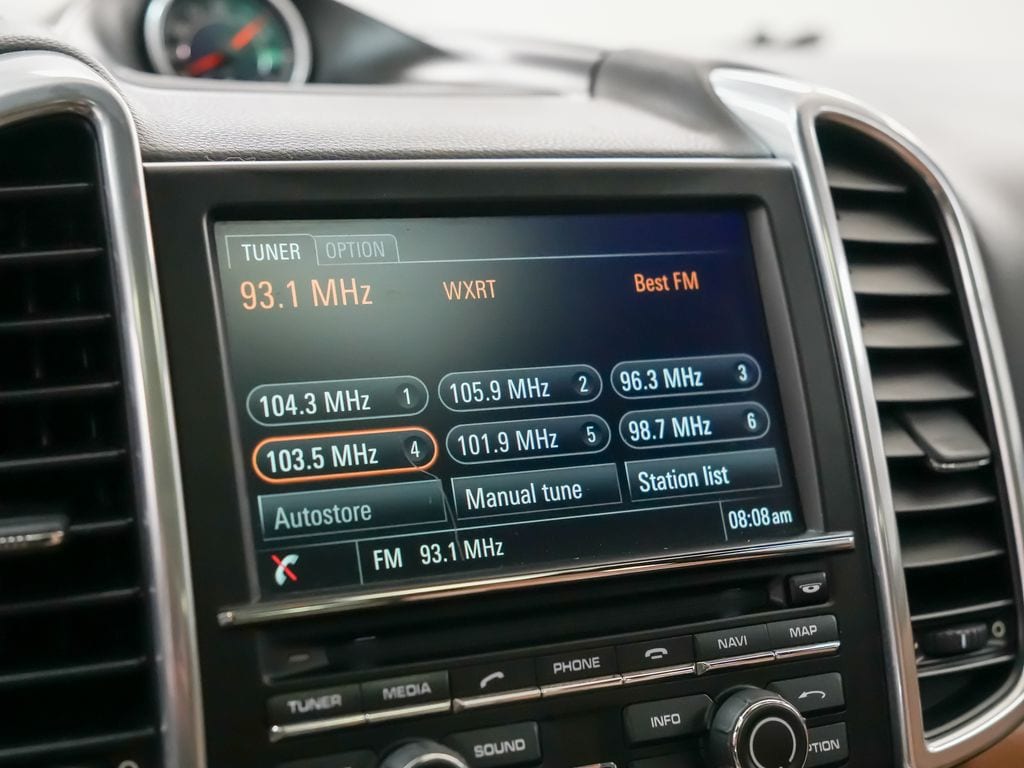 TUNER OPTION
93.1 MHz WXRT Best FM
104.3 MHz 1 105.9 MHz 2 96.3 MHz 3
103.5 MHz 4 101.9 MHz 5 98.7 MHz 6
Autostore Manual tune Station list
FM 93.1 MHz 08:08am
TUNER MEDIA PHONE NAVI MAP
SOUND INFO